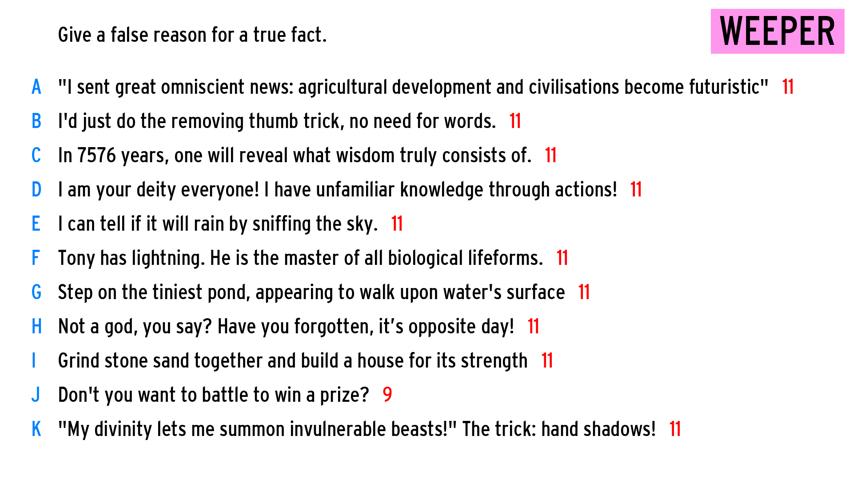 Give a false reason for a true fact.
WEEPER
A "I sent great omniscient news: agricultural development and civilisations become futuristic" 11
B I'd just do the removing thumb trick, no need for words. 11
C In 7576 years, one will reveal what wisdom truly consists of. 11
D I am your deity everyone! I have unfamiliar knowledge through actions! 11
E I can tell if it will rain by sniffing the sky. 11
F Tony has lightning. He is the master of all biological lifeforms. 11
G Step on the tiniest pond, appearing to walk upon water's surface 11
H Not a god, you say? Have you forgotten, it’s opposite day! 11
I Grind stone sand together and build a house for its strength 11
J Don't you want to battle to win a prize? 9
K "My divinity lets me summon invulnerable beasts!" The trick: hand shadows! 11